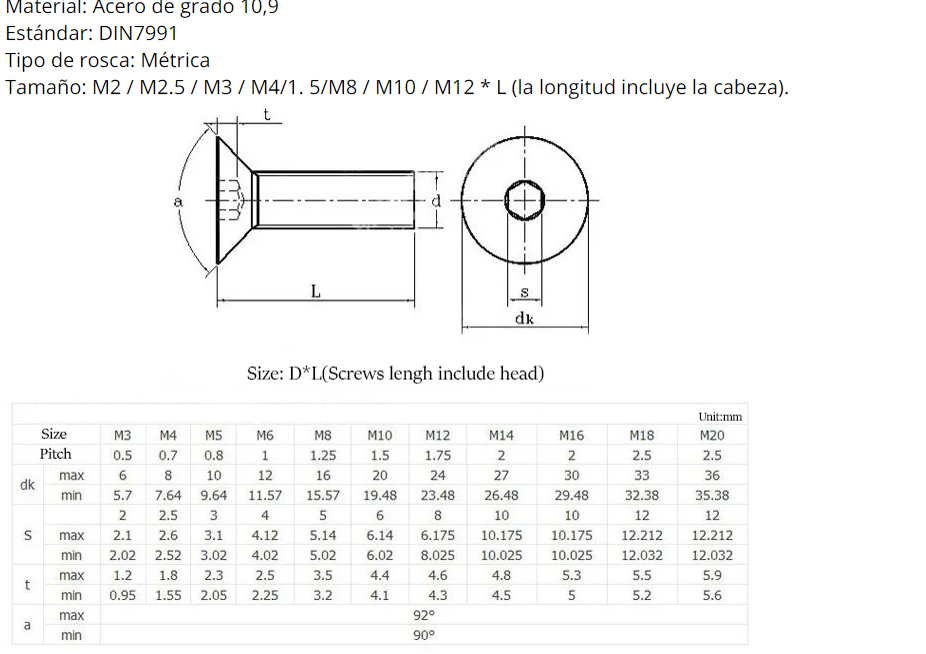 Material: Acero de grado 10,9
Estándar: DIN7991
Tipo de rosca: Métrica
Tamaño: M2 / M2.5 / M3 / M4/1. 5/M8 / M10 / M12 * L (la longitud incluye la cabeza).
t
a
d
L
s
dk
Size: D*L(Screws lengh include head)
Unit:mm
Size M3 M4 M5 M6 M8 M10 M12 M14 M16 M18 M20
Pitch 0.5 0.7 0.8 1 1.25 1.5 1.75 2 2 2.5 2.5
dk
max 6 8 10 12 16 20 24 27 30 33 36
min 5.7 7.64 9.64 11.57 15.57 19.48 23.48 26.48 29.48 32.38 35.38
S
2 2.5 3 4 5 6 8 10 10 12 12
max 2.1 2.6 3.1 4.12 5.14 6.14 6.175 10.175 10.175 12.212 12.212
min 2.02 2.52 3.02 4.02 5.02 6.02 8.025 10.025 10.025 12.032 12.032
t
max 1.2 1.8 2.3 2.5 3.5 4.4 4.6 4.8 5.3 5.5 5.9
min 0.95 1.55 2.05 2.25 3.2 4.1 4.3 4.5 5 5.2 5.6
a
max 92°
min 90°